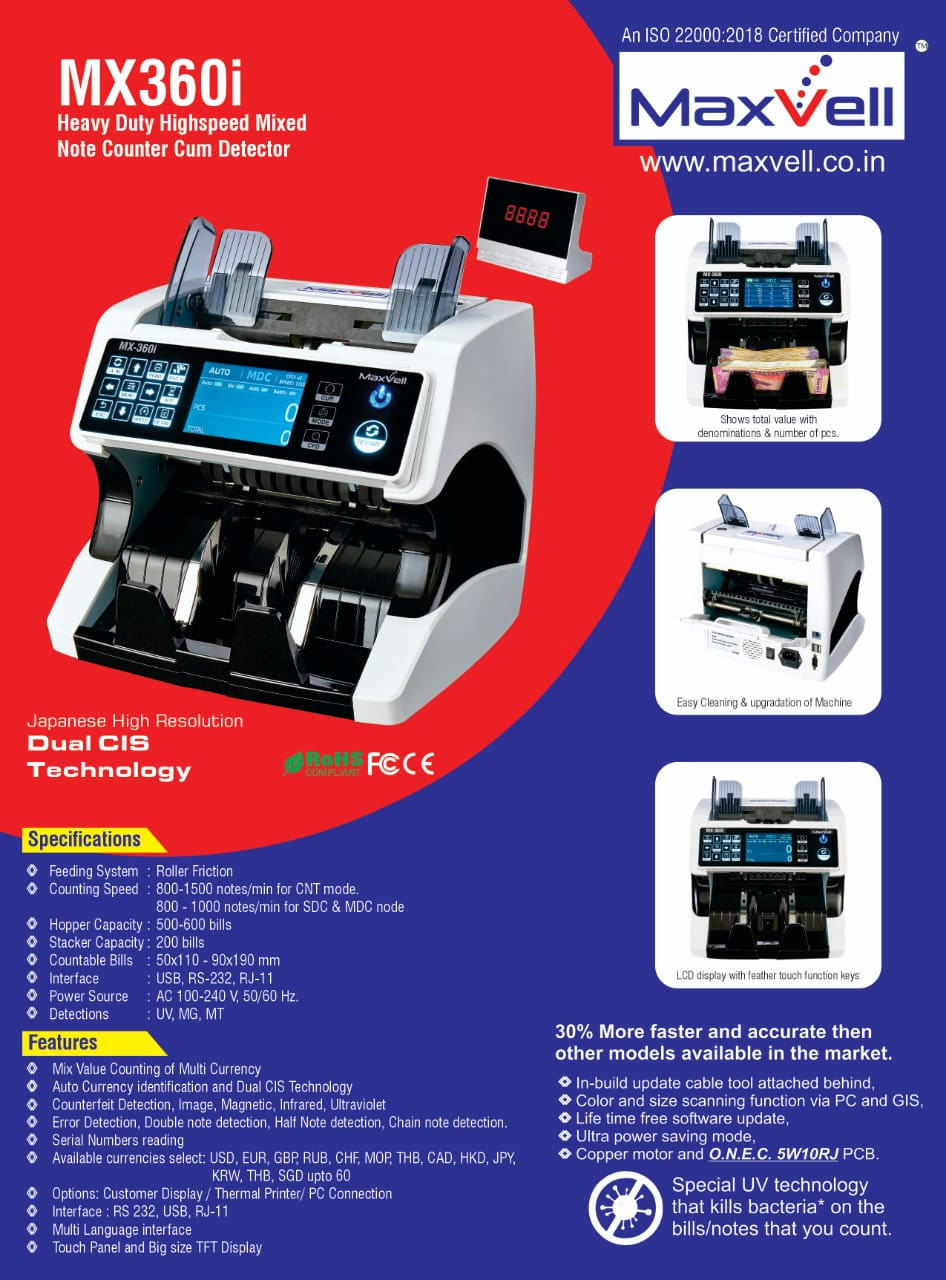 MX360i
Heavy Duty Highspeed Mixed
Note Counter Cum Detector
An ISO 22000:2018 Certified Company
TM
MaxVell
www.maxvell.co.in
8888
MX-360i
AUTO MDC
PCS
0
TOTAL
0
MaxVell
CUR
MODE
CFD
RESTART
Shows total value with
denominations & number of pcs.
Easy Cleaning & upgradation of Machine
LCD display with feather touch function keys
Japanese High Resolution
Dual CIS
Technology
RoHS
COMPLIANT
FC CE
Specifications
Feeding System : Roller Friction
Counting Speed : 800-1500 notes/min for CNT mode.
800 - 1000 notes/min for SDC & MDC node
Hopper Capacity : 500-600 bills
Stacker Capacity : 200 bills
Countable Bills : 50x110 - 90x190 mm
Interface : USB, RS-232, RJ-11
Power Source : AC 100-240 V, 50/60 Hz.
Detections : UV, MG, MT
Features
Mix Value Counting of Multi Currency
Auto Currency identification and Dual CIS Technology
Counterfeit Detection, Image, Magnetic, Infrared, Ultraviolet
Error Detection, Double note detection, Half Note detection, Chain note detection.
Serial Numbers reading
Available currencies select: USD, EUR, GBP, RUB, CHF, MOP, THB, CAD, HKD, JPY,
KRW, THB, SGD upto 60
Options: Customer Display / Thermal Printer/ PC Connection
Interface : RS 232, USB, RJ-11
Multi Language interface
Touch Panel and Big size TFT Display
30% More faster and accurate then
other models available in the market.
In-build update cable tool attached behind,
Color and size scanning function via PC and GIS,
Life time free software update,
Ultra power saving mode,
Copper motor and O.N.E.C. 5W10RJ PCB.
Special UV technology
that kills bacteria* on the
bills/notes that you count.